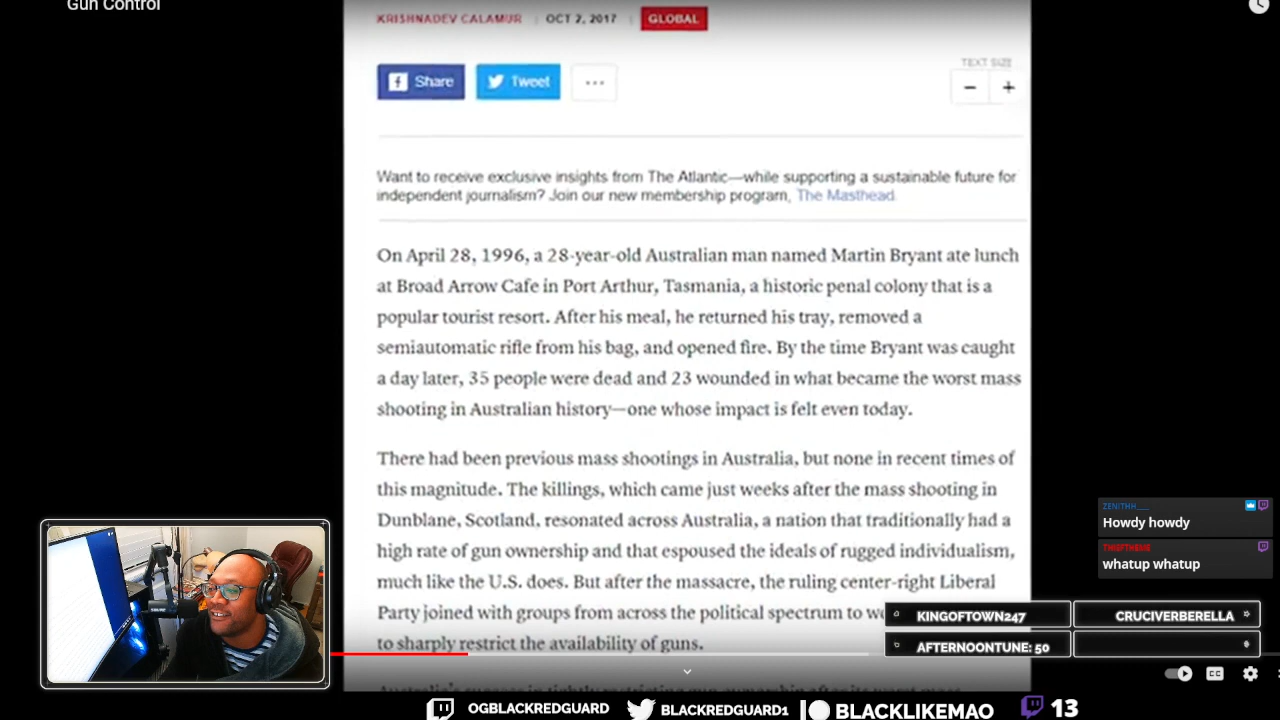 Gun Control
KRISHNADEV CALAMUR | OCT 2, 2017 | GLOBAL
TEXT SIZE
Share Tweet ...
− +
Want to receive exclusive insights from The Atlantic—while supporting a sustainable future for
independent journalism? Join our new membership program, The Masthead
On April 28, 1996, a 28-year-old Australian man named Martin Bryant ate lunch
at Broad Arrow Cafe in Port Arthur, Tasmania, a historic penal colony that is a
popular tourist resort. After his meal, he returned his tray, removed a
semiautomatic rifle from his bag, and opened fire. By the time Bryant was caught
a day later, 35 people were dead and 23 wounded in what became the worst mass
shooting in Australian history—one whose impact is felt even today.
There had been previous mass shootings in Australia, but none in recent times of
this magnitude. The killings, which came just weeks after the mass shooting in
Dunblane, Scotland, resonated across Australia, a nation that traditionally had a
high rate of gun ownership and that espoused the ideals of rugged individualism,
much like the U.S. does. But after the massacre, the ruling center-right Liberal
Party joined with groups from across the political spectrum to
to sharply restrict the availability of guns.
ZENITHH__
Howdy howdy
whatup whatup
KINGOFTOWN247
CRUCIVERBERELLA
AFTERNOONTUNE: 50
CC
OGBLACKREDGUARD BLACKREDGUARD1 | BLACKLIKEMAO 13